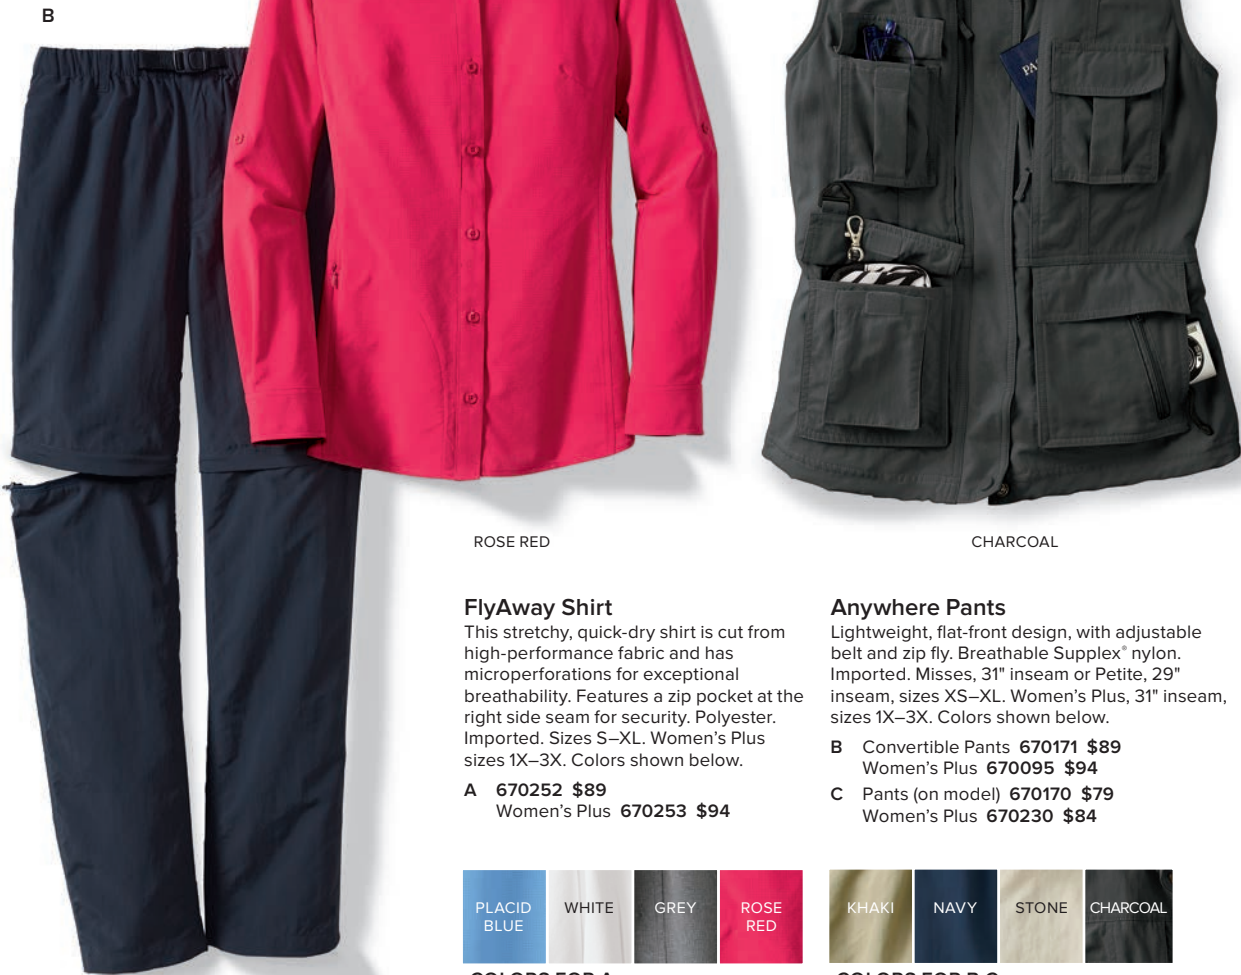 B
PA
ROSE RED
CHARCOAL
FlyAway Shirt
This stretchy, quick-dry shirt is cut from
high-performance fabric and has
microperforations for exceptional
breathability. Features a zip pocket at the
right side seam for security. Polyester.
Imported. Sizes S–XL. Women's Plus
sizes 1X–3X. Colors shown below.
A 670252 $89
Women's Plus 670253 $94
Anywhere Pants
Lightweight, flat-front design, with adjustable
belt and zip fly. Breathable Supplex® nylon.
Imported. Misses, 31" inseam or Petite, 29"
inseam, sizes XS–XL. Women's Plus, 31" inseam,
sizes 1X–3X. Colors shown below.
B Convertible Pants 670171 $89
Women's Plus 670095 $94
C Pants (on model) 670170 $79
Women's Plus 670230 $84
PLACID
BLUE
WHITE
GREY
ROSE
RED
KHAKI
NAVY
STONE
CHARCOAL